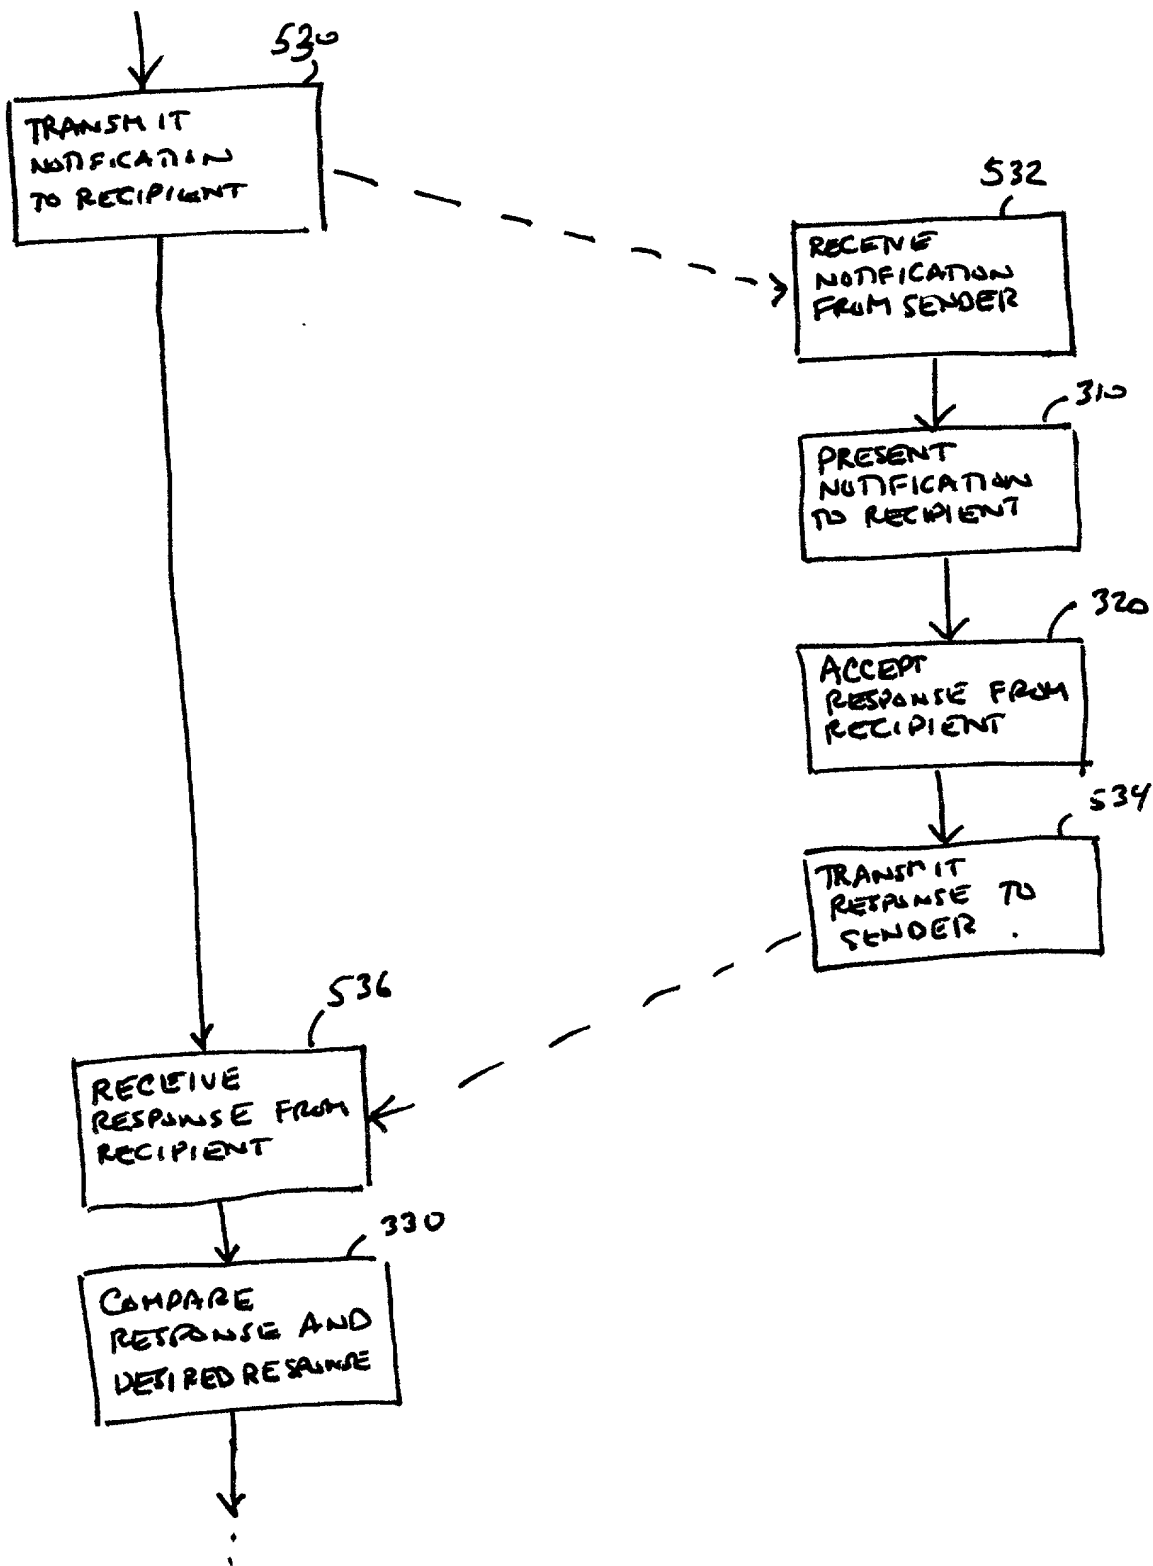 530
TRANSMIT
NOTIFICATION
TO RECIPIENT
532
RECEIVE
NOTIFICATION
FROM SENDER
310
PRESENT
NOTIFICATION
TO RECIPIENT
320
ACCEPT
RESPONSE FROM
RECIPIENT
534
TRANSMIT
RESPONSE TO
SENDER
536
RECEIVE
RESPONSE FROM
RECIPIENT
330
COMPARE
RESPONSE AND
DESIRED RESPONSE